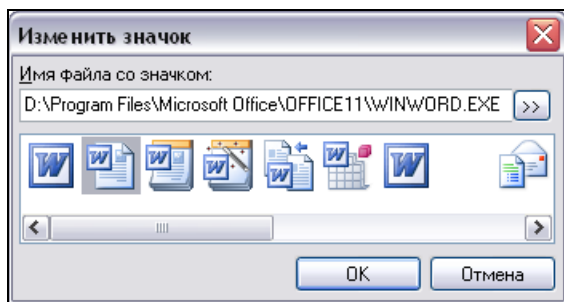 Изменить значок
Имя файла со значком:
D:\Program Files\Microsoft Office\OFFICE11\WINWORD.EXE >>
W W W W W W W
OK Отмена